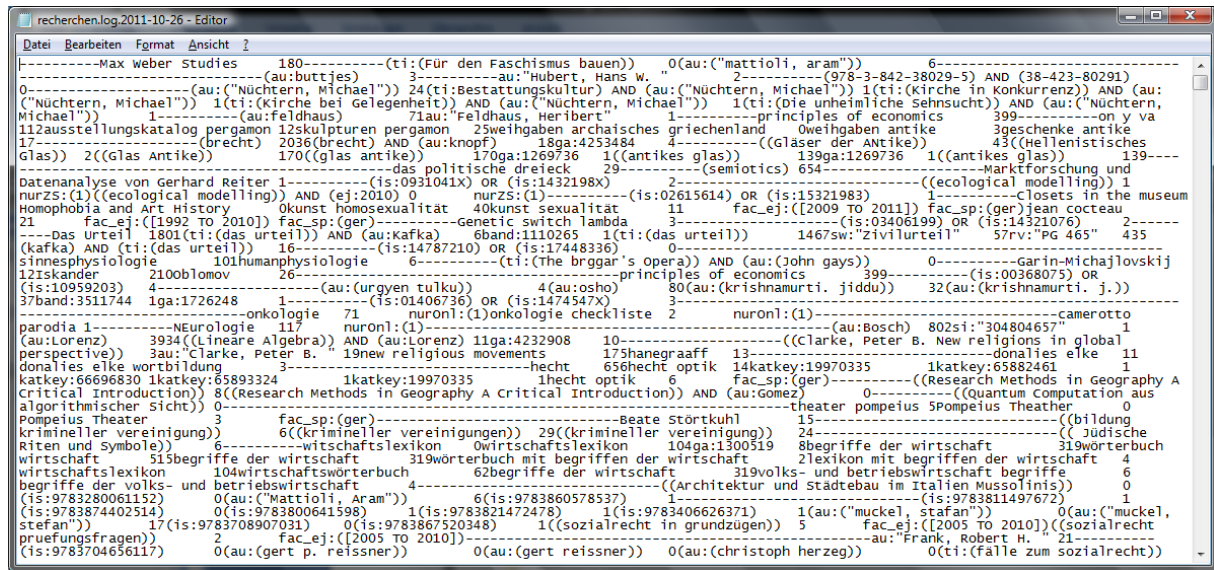 recherchen.log.2011-10-26 - Editor
Datei Bearbeiten Format Ansicht ?
----------Max Weber Studies 180----------(ti:(Für den Faschismus bauen)) 0(au:("mattioli, aram")) 6------------------------------
------------------------------(au:buttjes) 3----------au:"Hubert, Hans W. " 2----------(978-3-842-38029-5) AND (38-423-80291)
0--------------------(au:("Nüchtern, Michael")) 24(ti:Bestattungskultur) AND (au:("Nüchtern, Michael")) 1(ti:(Kirche in Konkurrenz)) AND (au:
("Nüchtern, Michael")) 1(ti:(Kirche bei Gelegenheit)) AND (au:("Nüchtern, Michael")) 1(ti:(Die unheimliche Sehnsucht)) AND (au:("Nüchtern,
Michael")) 1----------(au:feldhaus) 71au:"Feldhaus, Heribert" 1----------principles of economics 399----------on y va
112ausstellungskatalog pergamon 12skulpturen pergamon 25weihgaben archaisches griechenland 0weihgaben antike 3geschenke antike
17--------------------(brecht) 2036(brecht) AND (au:knopf) 18ga:4253484 4----------((Gläser der Antike)) 43((Hellenistisches
Glas)) 2((Glas Antike)) 170((glas antike)) 170ga:1269736 1((antikes glas)) 139ga:1269736 1((antikes glas)) 139----
----------------------------------------------das politische dreieck 29----------(semiotics) 654----------Marktforschung und
Datenanalyse von Gerhard Reiter 1----------(is:0931041X) OR (is:1432198X) 2------------------------------((ecological modelling)) 1
nurZS:(1)((ecological modelling)) AND (ej:2010) 0 nurZS:(1)----------(is:02615614) OR (is:15321983) 1----------Closets in the museum
Homophobia and Art History 0kunst homosexualität 40kunst sexualität 11 fac_ej:([2009 TO 2011]) fac_sp:(ger)jean cocteau
21 fac_ej:([1992 TO 2010]) fac_sp:(ger)----------Genetic switch lambda 3--------------------(is:03406199) OR (is:14321076) 2------
----Das Urteil 1801(ti:(das urteil)) AND (au:Kafka) 6band:1110265 1(ti:(das urteil)) 1467sw:"Zivilurteil" 57rv:"PG 465" 435
(kafka) AND (ti:(das urteil)) 16----------(is:14787210) OR (is:17448336) 0--------------------------------------------------
sinnesphysiologie 101humanphysiologie 6----------(ti:(The brggar's Opera)) AND (au:(John gays)) 0----------Garin-Michajlovskij
12Iskander 210Oblomov 26----------------------------------------principles of economics 399----------(is:00368075) OR
(is:10959203) 4--------------------(au:(urgyen tulku)) 4(au:osho) 80(au:(krishnamurti. jiddu)) 32(au:(krishnamurti. j.))
37band:3511744 1ga:1726248 1----------(is:01406736) OR (is:1474547X) 3--------------------------------------------------
------------------------------onkologie 71 nurOnl:(1)onkologie checkliste 2 nurOnl:(1)------------------------------camerotto
parodia 1----------NEurologie 117 nurOnl:(1)--------------------------------------------------(au:Bosch) 802si:"304804657" 1
(au:Lorenz) 3934((Lineare Algebra)) AND (au:Lorenz) 11ga:4232908 10--------------------((Clarke, Peter B. New religions in global
perspective)) 3au:"Clarke, Peter B. " 19new religious movements 175hanegraaff 13------------------------------donalies elke 11
donalies elke wortbildung 3------------------------------hecht 656hecht optik 14katkey:19970335 1katkey:65882461 1
katkey:66696830 1katkey:65893324 1katkey:19970335 1hecht optik 6 fac_sp:(ger)----------((Research Methods in Geography A
Critical Introduction)) 8((Research Methods in Geography A Critical Introduction)) AND (au:Gomez) 0----------((Quantum Computation aus
algorithmischer Sicht)) 0----------------------------------------------------------------------theater pompeius 5Pompeius Theather 0
Pompeius Theater 3 fac_sp:(ger)------------------------------Beate Störtkuhl 15------------------------------((bildung
krimineller vereinigung)) 6((kriminellen vereinigungen)) 29((krimineller vereinigung)) 24--------------------(( Jüdische
Riten und Symbole)) 6----------witschaftslexikon 0wirtschaftslexikon 104ga:1300519 8begriffe der wirtschaft 319wörterbuch
wirtschaft 515begriffe der wirtschaft 319wörterbuch mit begriffen der wirtschaft 2lexikon mit begriffen der wirtschaft 4
wirtschaftslexikon 104wirtschaftswörterbuch 62begriffe der wirtschaft 319volks- und betriebswirtschaft begriffe 6
begriffe der volks- und betriebswirtschaft 4--------------------((Architektur und Städtebau im Italien Mussolinis)) 0
(is:9783280061152) 0(au:("Mattioli, Aram")) 6(is:9783860578537) 1--------------------(is:9783811497672) 1
(is:9783874402514) 0(is:9783800641598) 1(is:9783821472478) 1(is:9783406626371) 1(au:("muckel, stafan")) 0(au:("muckel,
stefan")) 17(is:9783708907031) 0(is:9783867520348) 1((sozialrecht in grundzügen)) 5 fac_ej:([2005 TO 2010])((sozialrecht
pruefungsfragen)) 2 fac_ej:([2005 TO 2010])----------------------------------------au:"Frank, Robert H. " 21----------
(is:9783704656117) 0(au:(gert p. reissner)) 0(au:(gert reissner)) 0(au:(christoph herzeg)) 0(ti:(fälle zum sozialrecht))